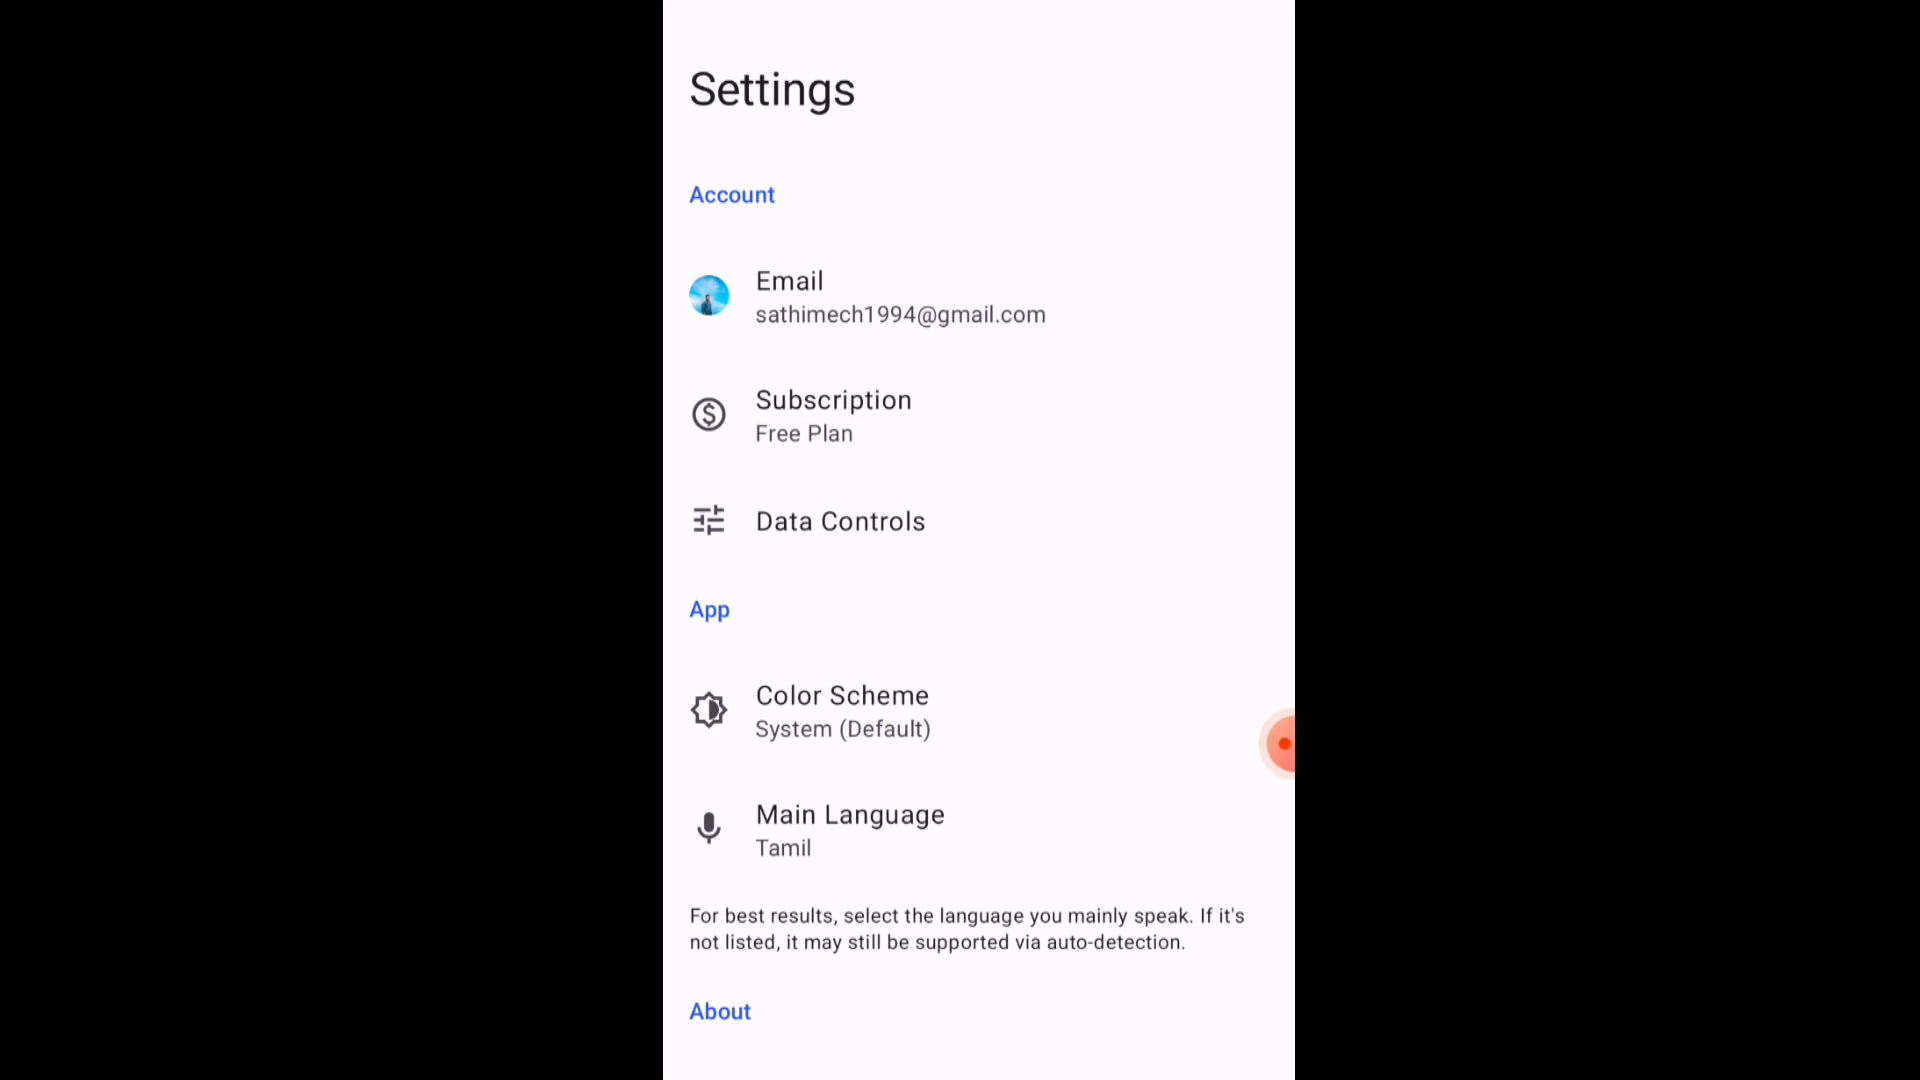 Settings
Account
Email
sathimech1994@gmail.com
Subscription
Free Plan
Data Controls
App
Color Scheme
System (Default)
Main Language
Tamil
For best results, select the language you mainly speak. If it's
not listed, it may still be supported via auto-detection.
About